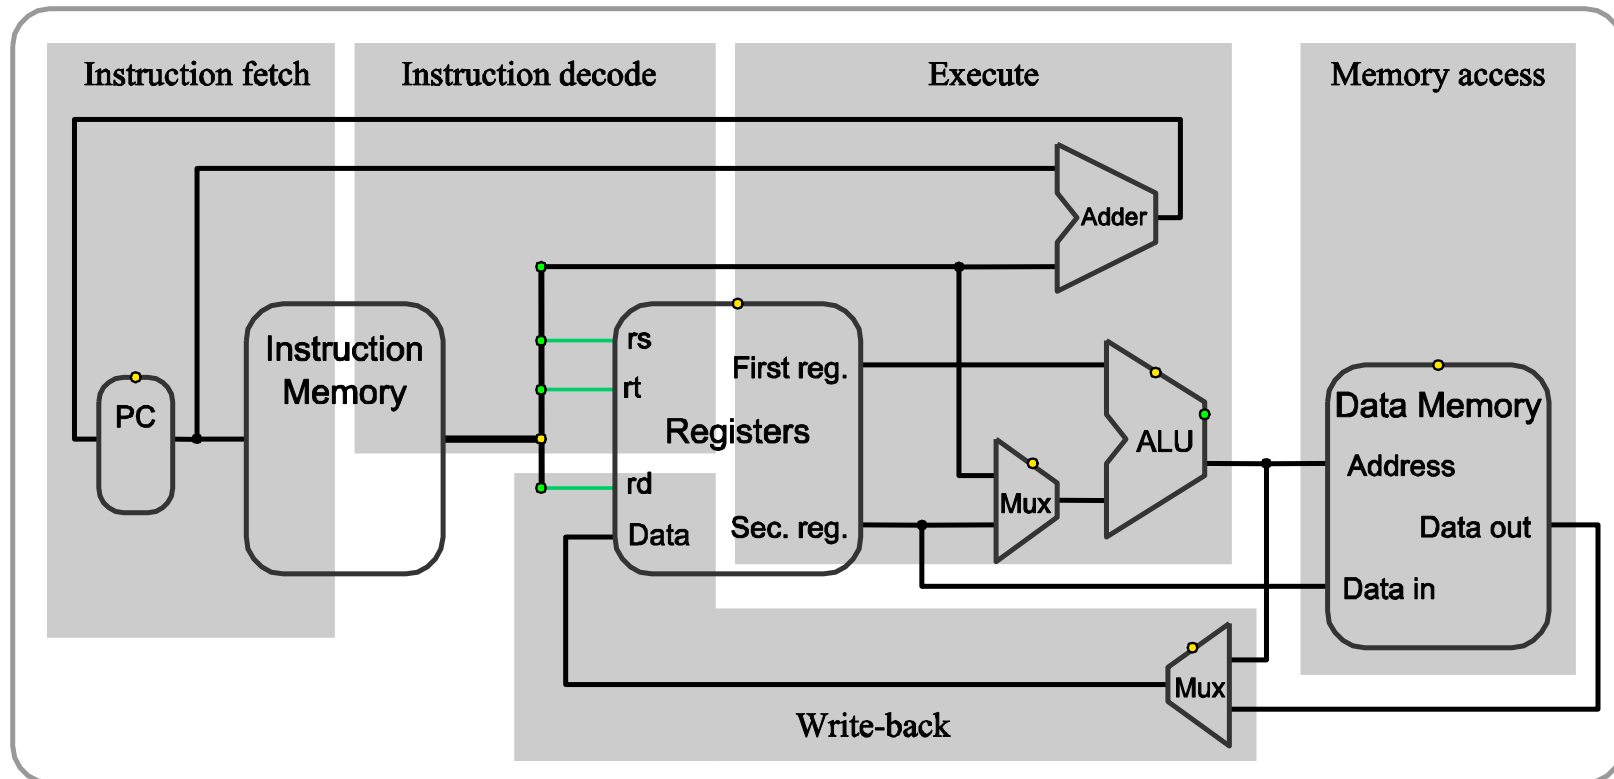 Instruction fetch
Instruction decode
Execute
Memory access
Adder
PC
Instruction
Memory
rs
rt
Registers
rd
Data
First reg.
Sec. reg.
Mux
ALU
Data Memory
Address
Data out
Data in
Mux
Write-back